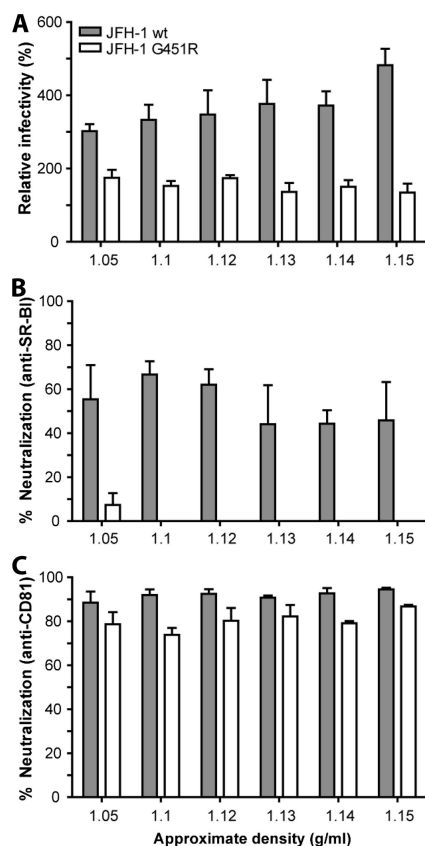 A
Relative infectivity (%)
JFH-1 wt
JFH-1 G451R
600
400
200
0
1.05 1.1 1.12 1.13 1.14 1.15
B
% Neutralization (anti-SR-BI)
100
80
60
40
20
0
1.05 1.1 1.12 1.13 1.14 1.15
C
% Neutralization (anti-CD81)
100
80
60
40
20
0
1.05 1.1 1.12 1.13 1.14 1.15
Approximate density (g/ml)